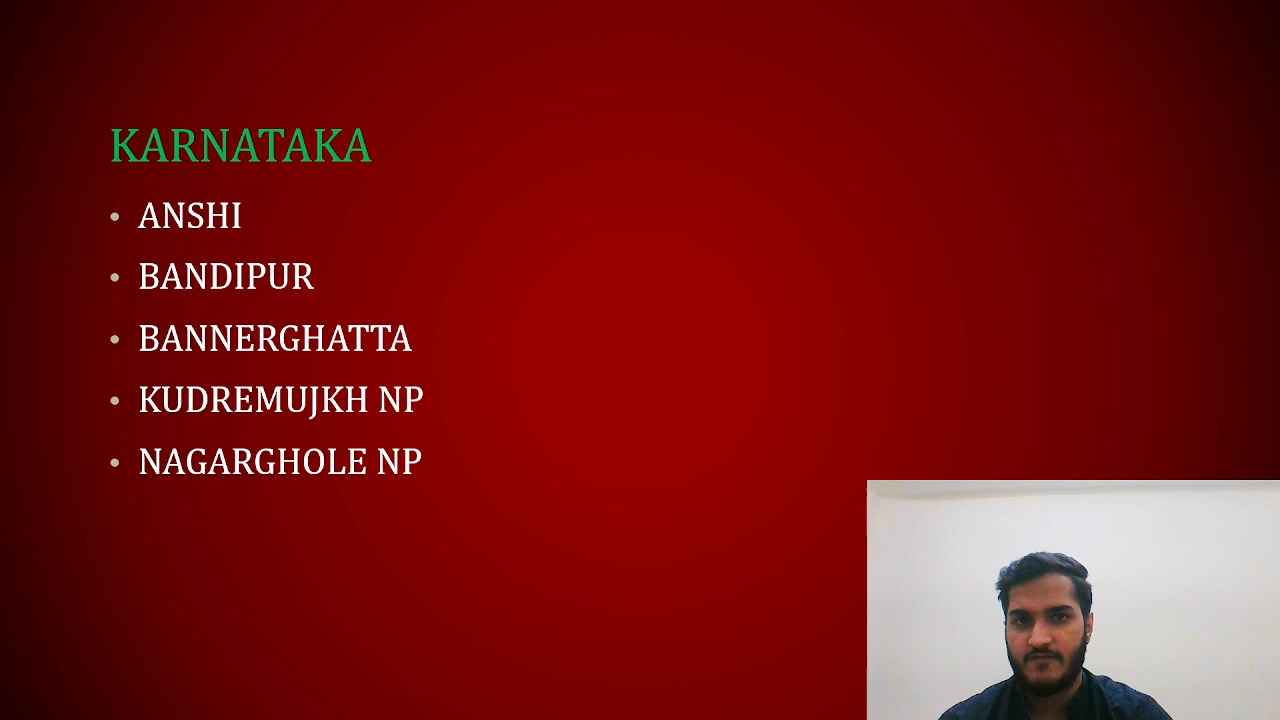 KARNATAKA
• ANSHI
• BANDIPUR
• BANNERGHATTA
• KUDREMUJKH NP
• NAGARGHOLE NP